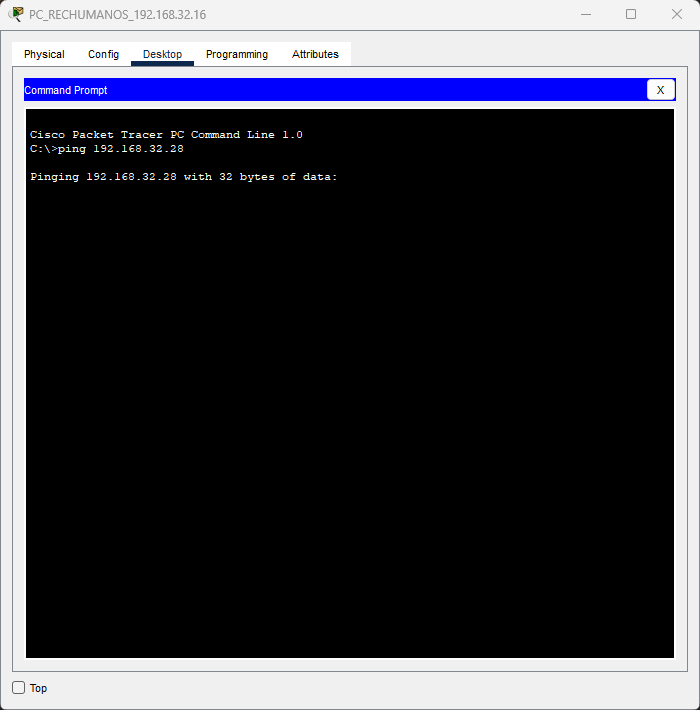 PC_RECHUMANOS_192.168.32.16
Physical Config Desktop Programming Attributes
Command Prompt X
Cisco Packet Tracer PC Command Line 1.0
C:\>ping 192.168.32.28
Pinging 192.168.32.28 with 32 bytes of data:
Top